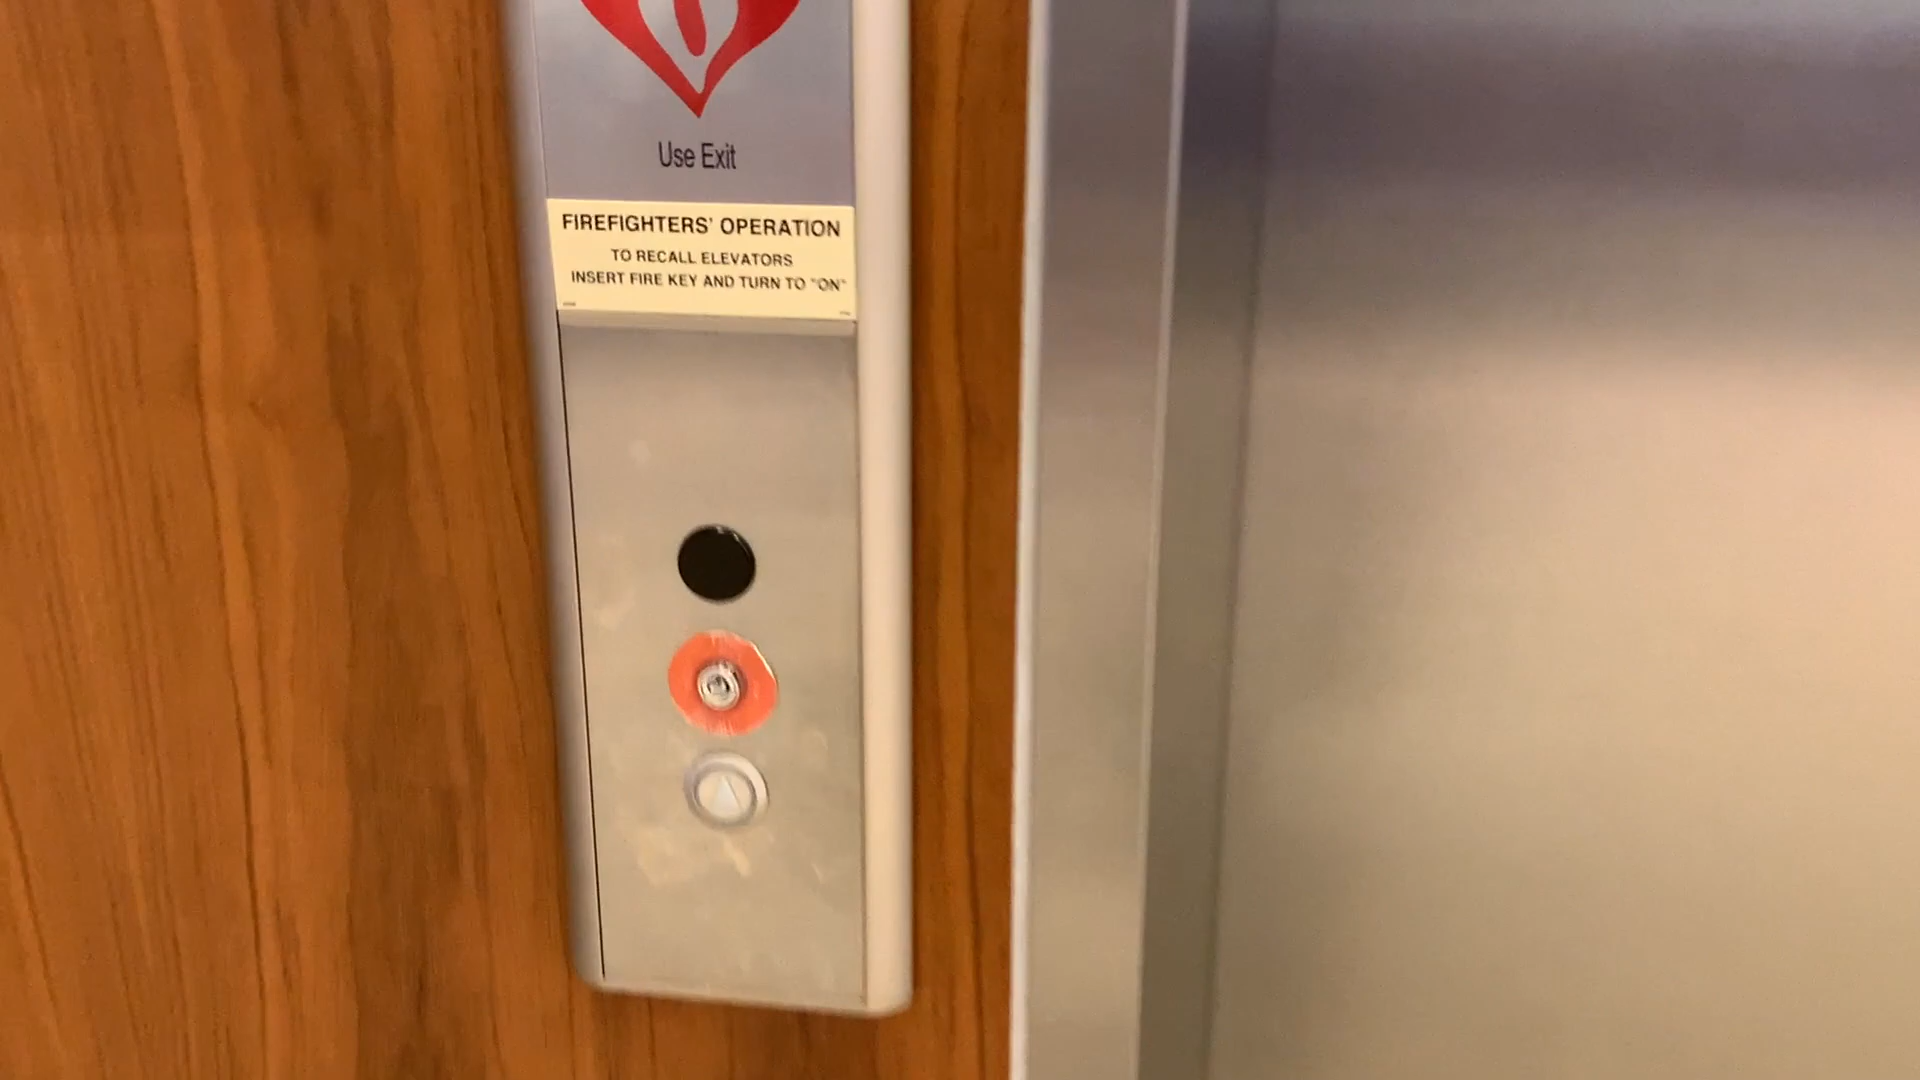 Use Exit
FIREFIGHTERS' OPERATION
TO RECALL ELEVATORS
INSERT FIRE KEY AND TURN TO "ON"